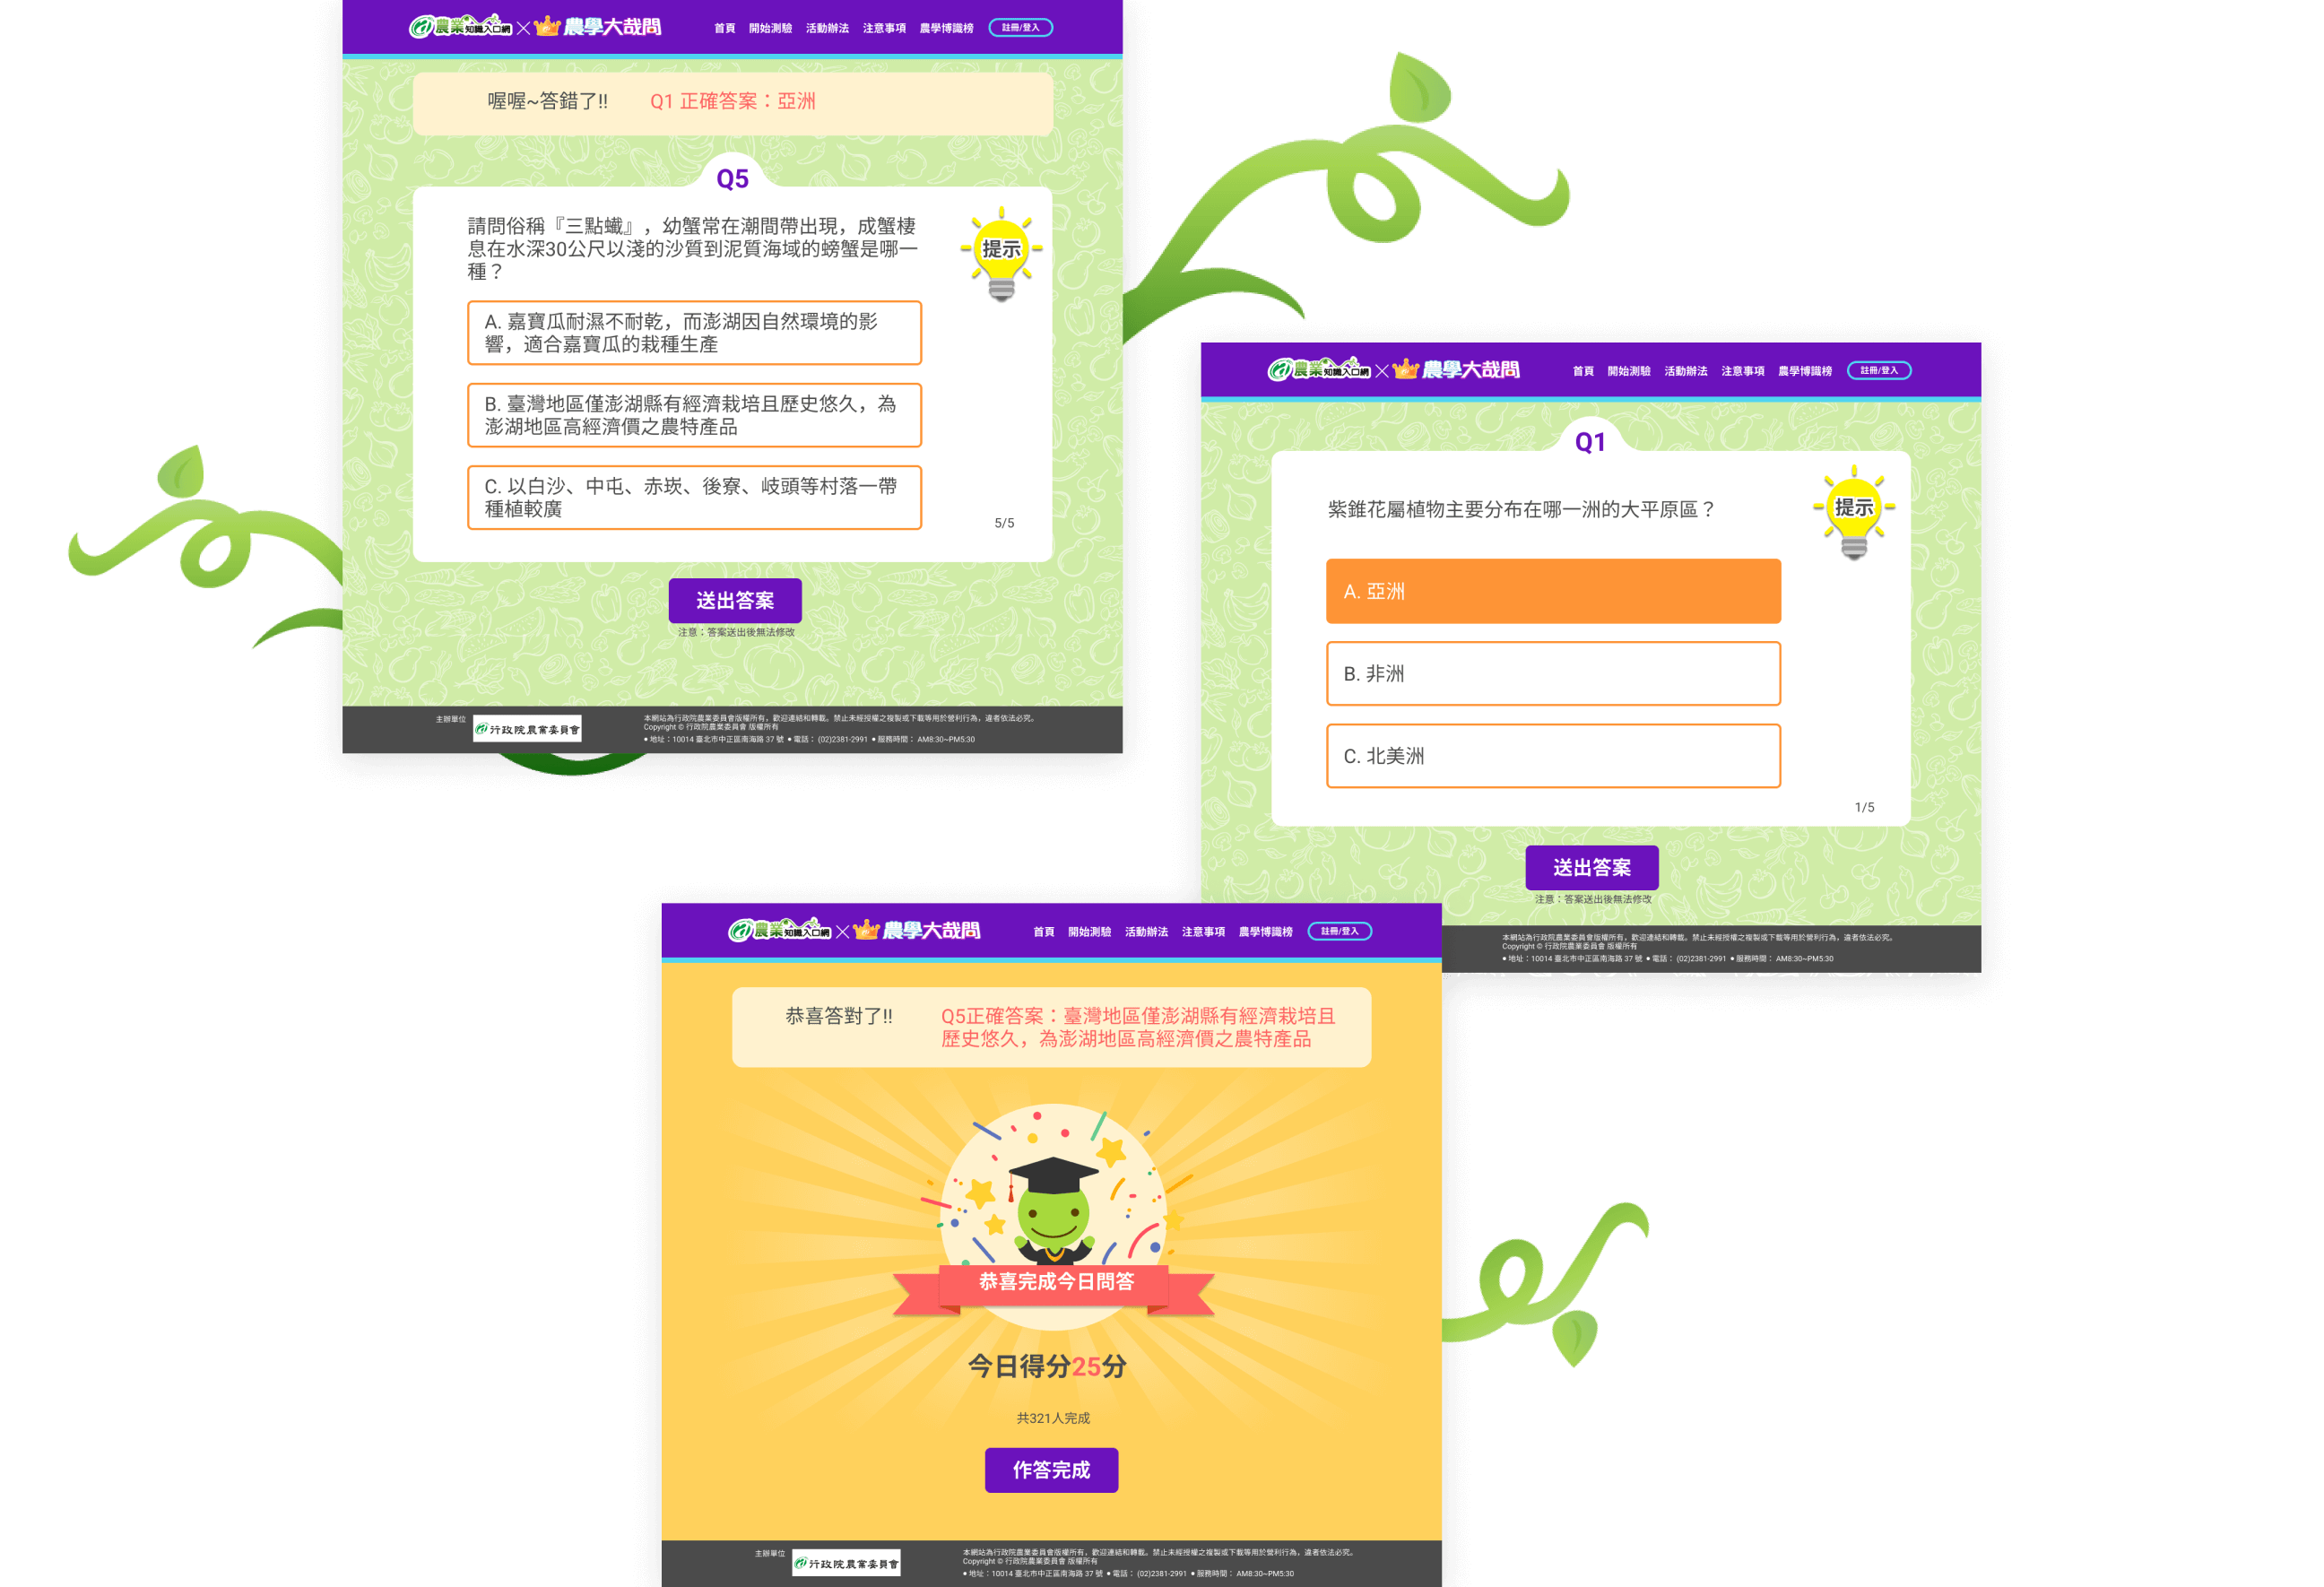 農業知識入口網 × 農學大哉問 首頁 開始測驗 活動辦法 注意事項 農學博識榜 註冊/登入
喔喔~答錯了!! Q1 正確答案：亞洲
Q5
請問俗稱『三點蠘』，幼蟹常在潮間帶出現，成蟹棲
息在水深30公尺以淺的沙質到泥質海域的螃蟹是哪一
種？
提示
A. 嘉寶瓜耐濕不耐乾，而澎湖因自然環境的影
響，適合嘉寶瓜的栽種生產
B. 臺灣地區僅澎湖縣有經濟栽培且歷史悠久，為
澎湖地區高經濟價之農特產品
C. 以白沙、中屯、赤崁、後寮、岐頭等村落一帶
種植較廣
5/5
送出答案
注意：答案送出後無法修改
主辦單位 行政院農業委員會
本網站為行政院農業委員會版權所有，歡迎連結和轉載。禁止未經授權之複製或下載等用於營利行為，違者依法必究。
Copyright © 行政院農業委員會 版權所有
● 地址：10014 臺北市中正區南海路 37 號 ● 電話： (02)2381-2991 ● 服務時間： AM8:30~PM5:30
農業知識入口網 × 農學大哉問 首頁 開始測驗 活動辦法 注意事項 農學博識榜 註冊/登入
Q1
紫錐花屬植物主要分布在哪一洲的大平原區？
提示
A. 亞洲
B. 非洲
C. 北美洲
1/5
送出答案
注意：答案送出後無法修改
本網站為行政院農業委員會版權所有，歡迎連結和轉載。禁止未經授權之複製或下載等用於營利行為，違者依法必究。
Copyright © 行政院農業委員會 版權所有
● 地址：10014 臺北市中正區南海路 37 號 ● 電話： (02)2381-2991 ● 服務時間： AM8:30~PM5:30
農業知識入口網 × 農學大哉問 首頁 開始測驗 活動辦法 注意事項 農學博識榜 註冊/登入
恭喜答對了!! Q5正確答案：臺灣地區僅澎湖縣有經濟栽培且
歷史悠久，為澎湖地區高經濟價之農特產品
恭喜完成今日問答
今日得分25分
共321人完成
作答完成
主辦單位 行政院農業委員會
本網站為行政院農業委員會版權所有，歡迎連結和轉載。禁止未經授權之複製或下載等用於營利行為，違者依法必究。
Copyright © 行政院農業委員會 版權所有
● 地址：10014 臺北市中正區南海路 37 號 ● 電話： (02)2381-2991 ● 服務時間： AM8:30~PM5:30